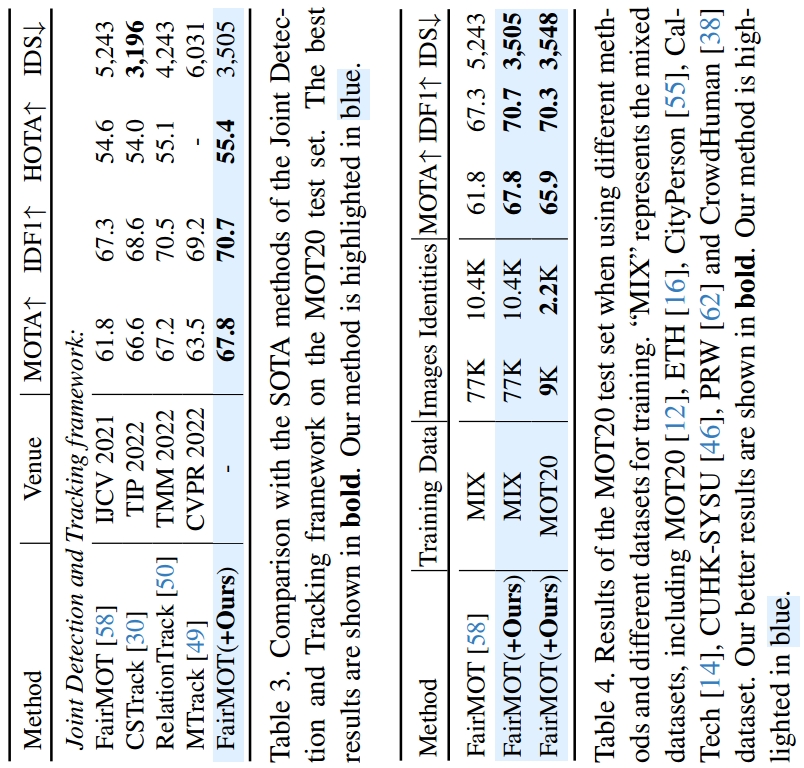 Method Venue MOTA↑ IDF1↑ HOTA↑ IDS↓
Joint Detection and Tracking framework:
FairMOT [58] IJCV 2021 61.8 67.3 54.6 5,243
CSTrack [30] TIP 2022 66.6 68.6 54.0 3,196
RelationTrack [50] TMM 2022 67.2 70.5 55.1 4,243
MTrack [49] CVPR 2022 63.5 69.2 - 6,031
FairMOT(+Ours) - 67.8 70.7 55.4 3,505
Table 3. Comparison with the SOTA methods of the Joint Detec-
tion and Tracking framework on the MOT20 test set. The best
results are shown in bold. Our method is highlighted in blue.
Method Training Data Images Identities MOTA↑ IDF1↑ IDS↓
FairMOT [58] MIX 77K 10.4K 61.8 67.3 5,243
FairMOT(+Ours) MIX 77K 10.4K 67.8 70.7 3,505
FairMOT(+Ours) MOT20 9K 2.2K 65.9 70.3 3,548
Table 4. Results of the MOT20 test set when using different meth-
ods and different datasets for training. “MIX” represents the mixed
datasets, including MOT20 [12], ETH [16], CityPerson [55], Cal-
Tech [14], CUHK-SYSU [46], PRW [62] and CrowdHuman [38]
dataset. Our better results are shown in bold. Our method is high-
lighted in blue.